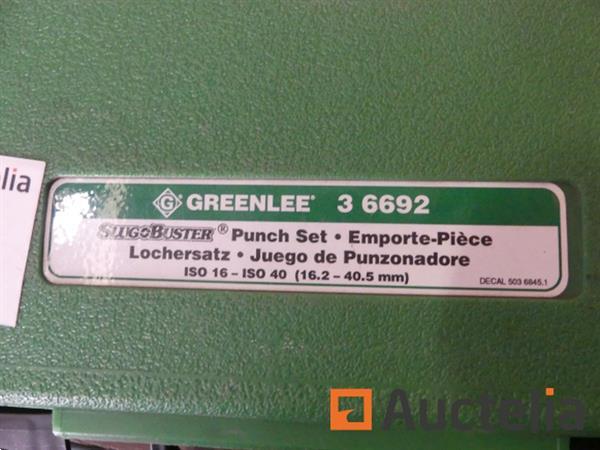 lia
GREENLEE® 3 6692
SLUGBUSTER® Punch Set • Emporte-Pièce
Lochersatz • Juego de Punzonadore
ISO 16 – ISO 40 (16.2 – 40.5 mm)
DECAL 503 6845.1
Auctelia